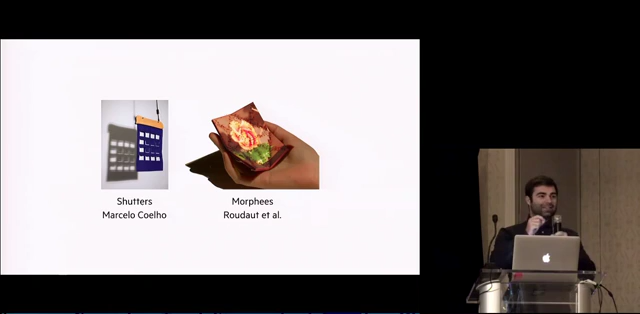 Shutters
Marcelo Coelho
Morphees
Roudaut et al.